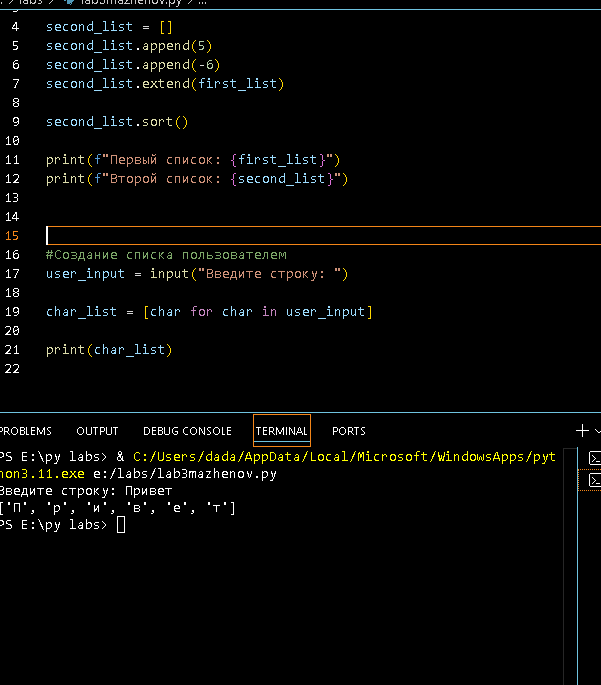 > labs > lab3mazhenov.py > ...
4 second_list = []
5 second_list.append(5)
6 second_list.append(-6)
7 second_list.extend(first_list)
8
9 second_list.sort()
10
11 print(f"Первый список: {first_list}")
12 print(f"Второй список: {second_list}")
13
14
15
16 #Создание списка пользователем
17 user_input = input("Введите строку: ")
18
19 char_list = [char for char in user_input]
20
21 print(char_list)
22
PROBLEMS OUTPUT DEBUG CONSOLE TERMINAL PORTS
PS E:\py labs> & C:/Users/dada/AppData/Local/Microsoft/WindowsApps/pyt
hon3.11.exe e:/labs/lab3mazhenov.py
Введите строку: Привет
['П', 'р', 'и', 'в', 'е', 'т']
PS E:\py labs>